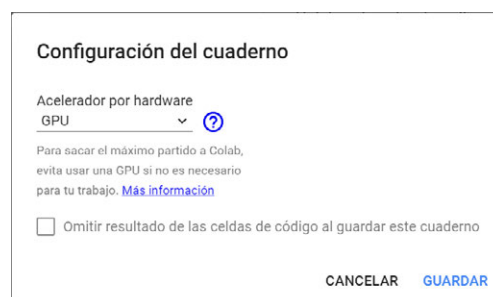 Configuración del cuaderno
Acelerador por hardware
GPU
Para sacar el máximo partido a Colab,
evita usar una GPU si no es necesario
para tu trabajo. Más información
Omitir resultado de las celdas de código al guardar este cuaderno
CANCELAR GUARDAR